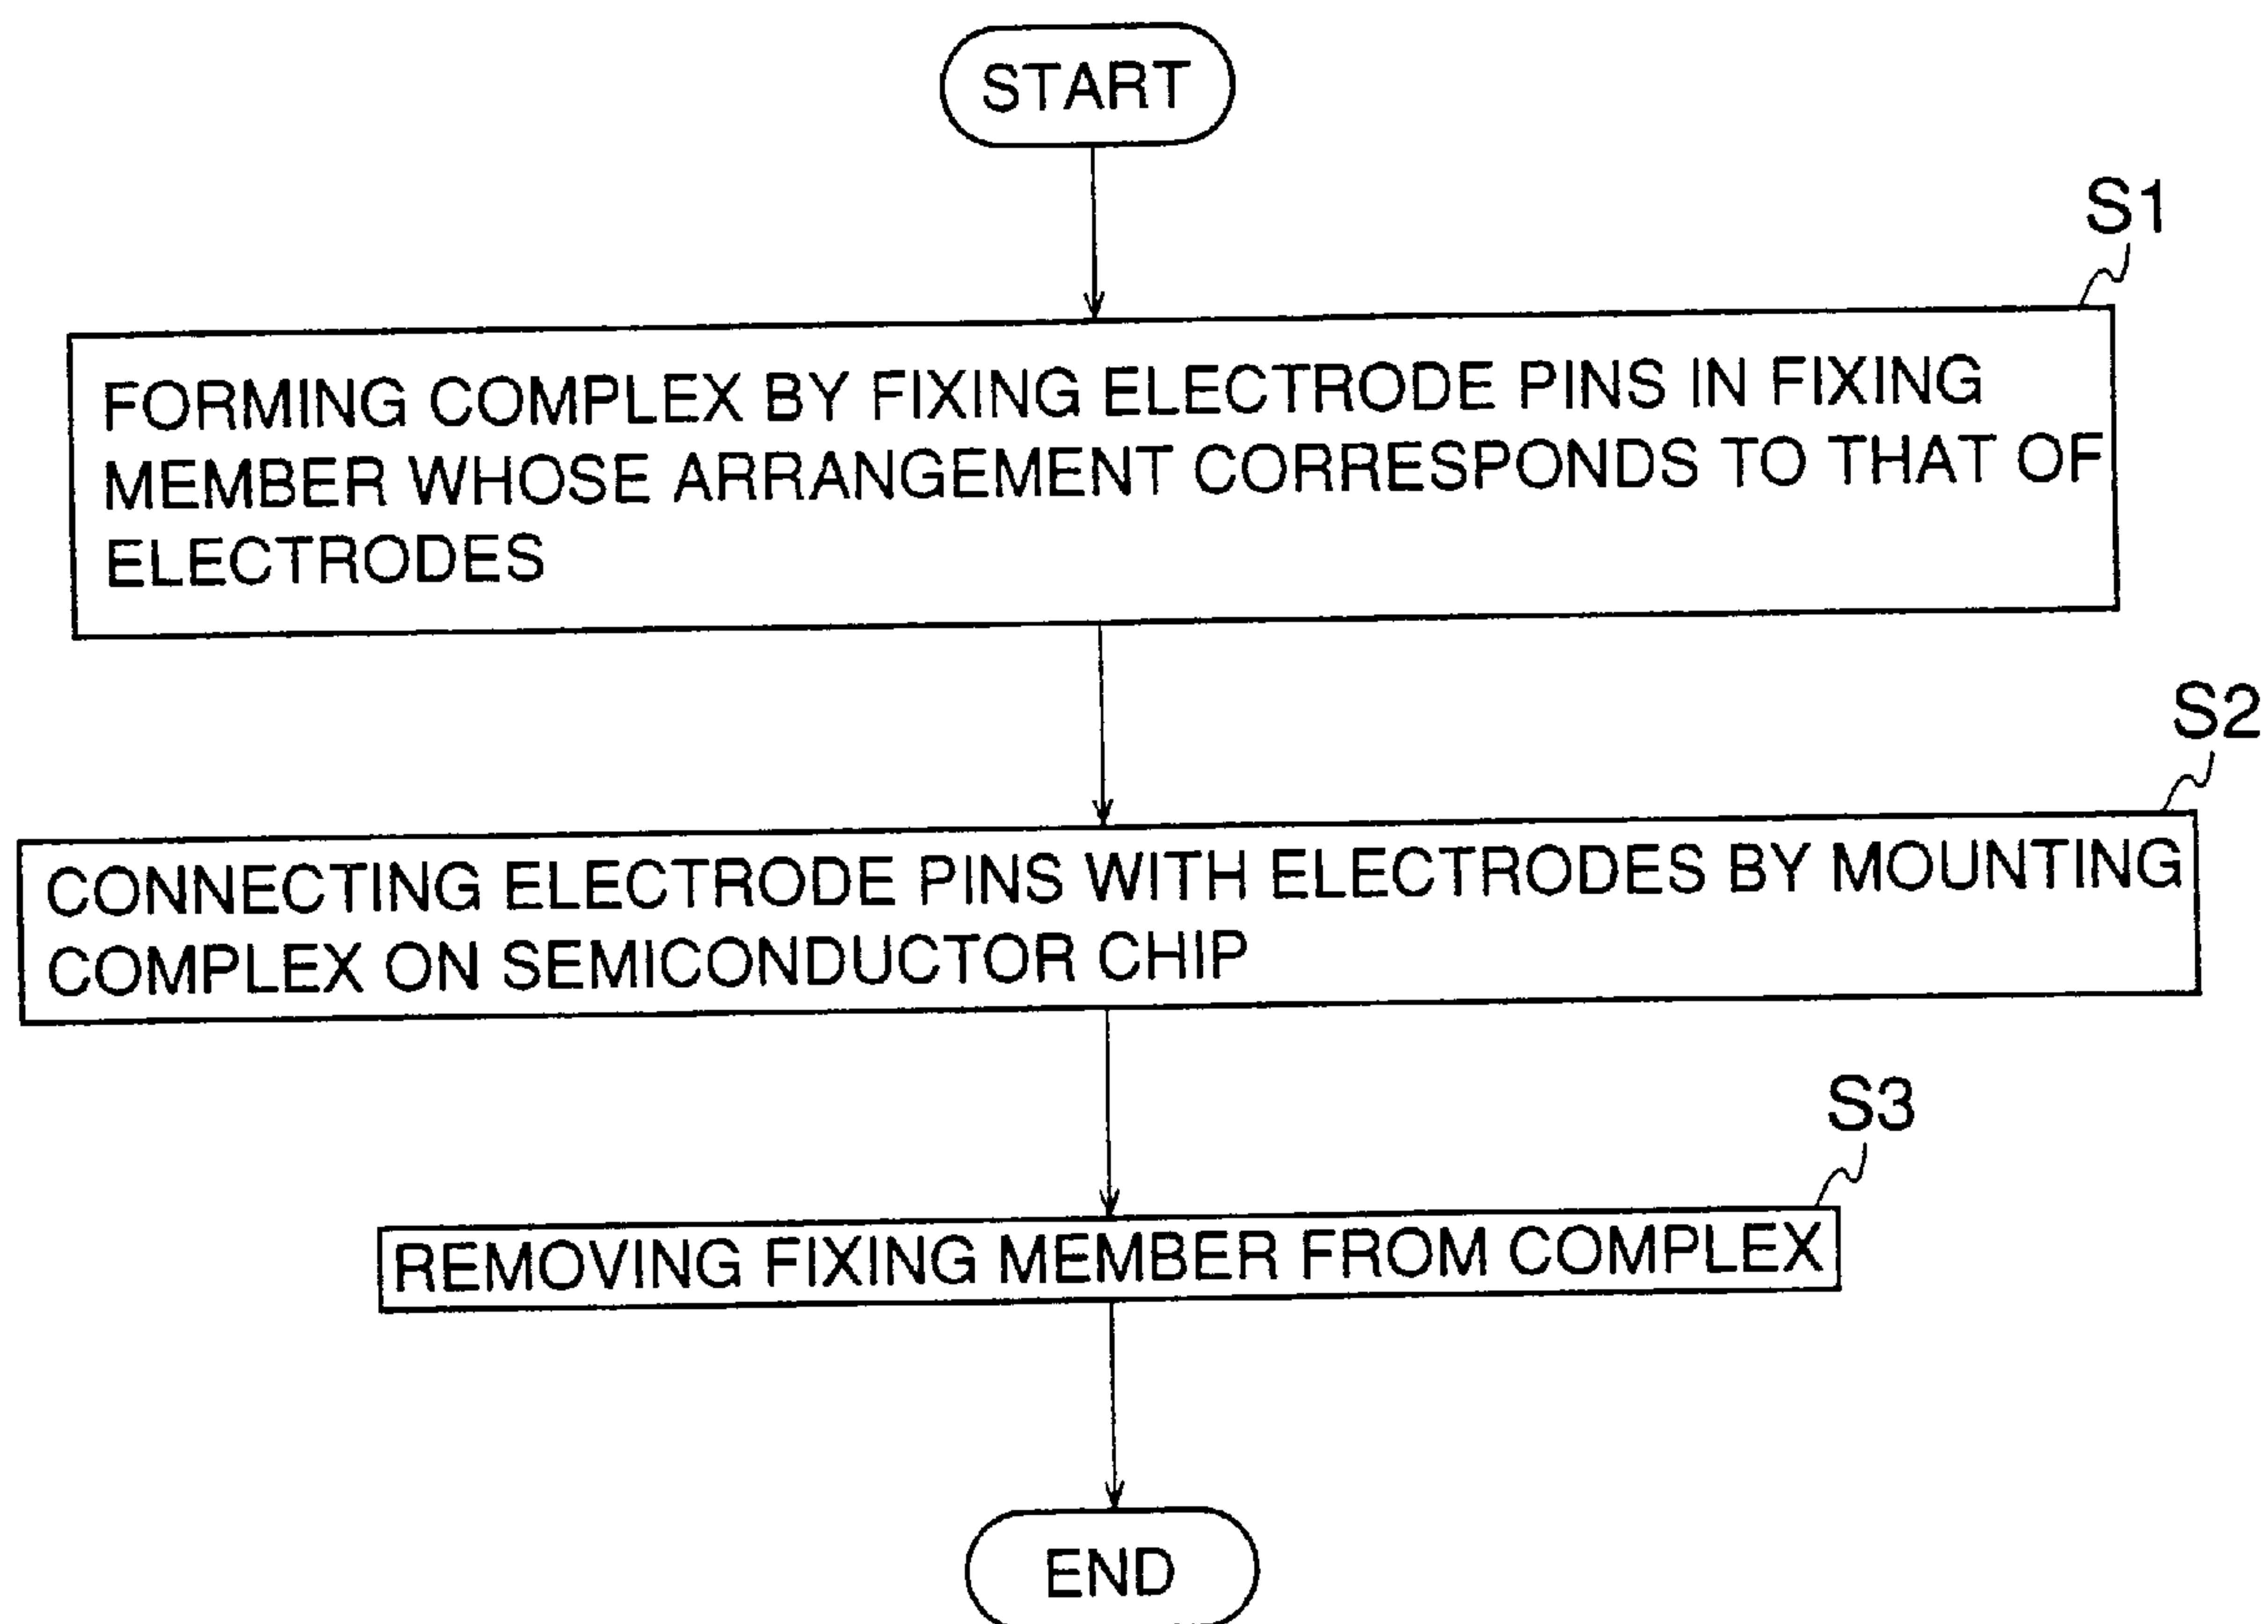 START
S1
FORMING COMPLEX BY FIXING ELECTRODE PINS IN FIXING
MEMBER WHOSE ARRANGEMENT CORRESPONDS TO THAT OF
ELECTRODES
S2
CONNECTING ELECTRODE PINS WITH ELECTRODES BY MOUNTING
COMPLEX ON SEMICONDUCTOR CHIP
S3
REMOVING FIXING MEMBER FROM COMPLEX
END